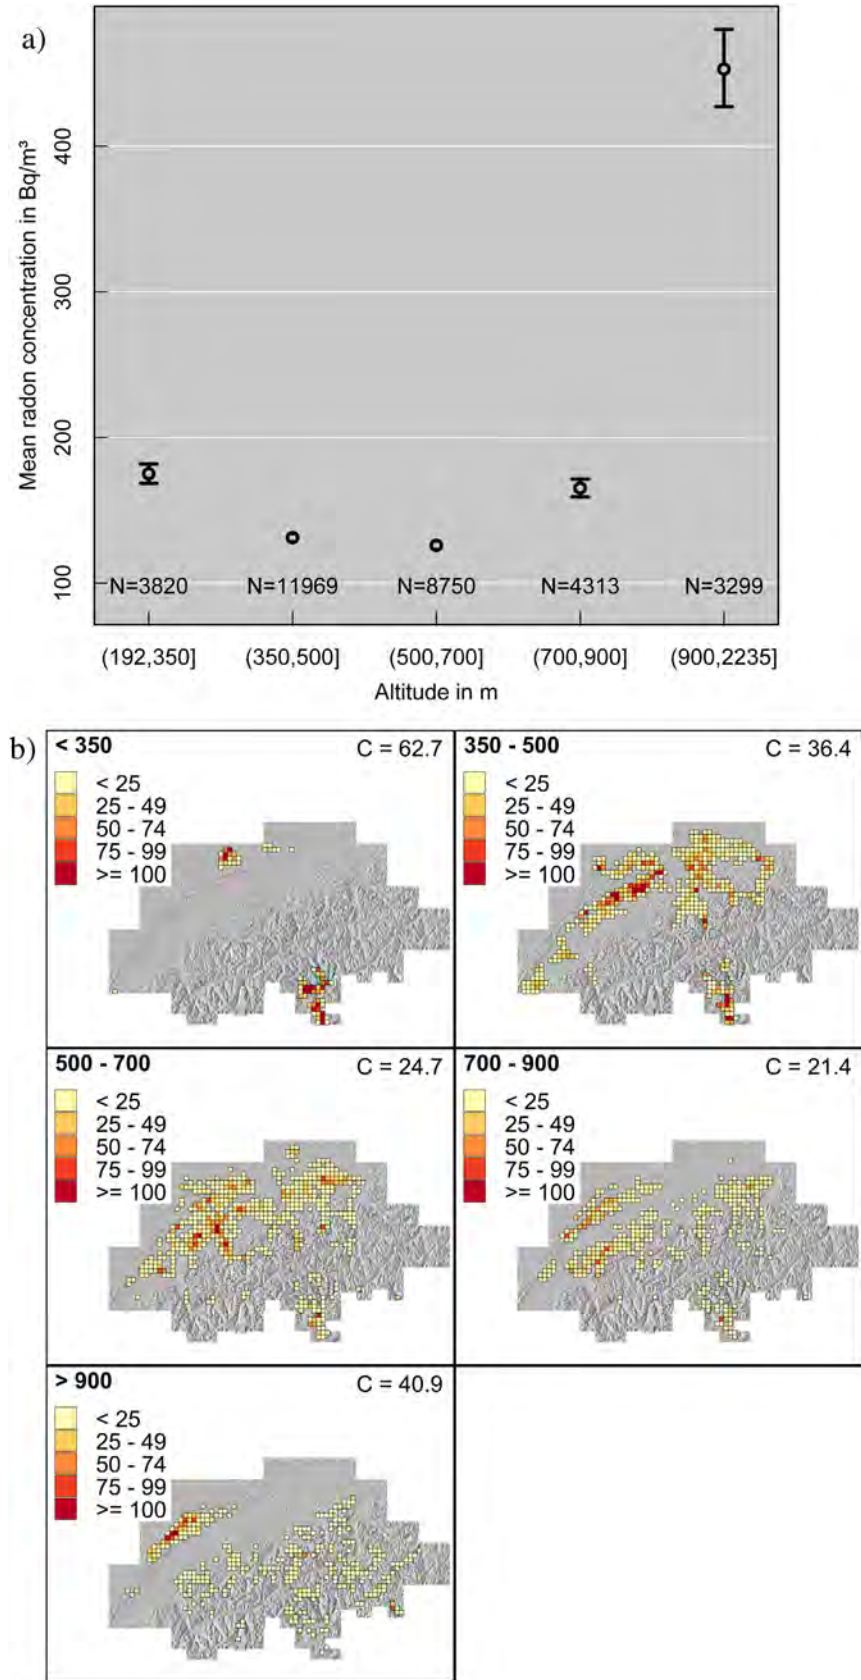 a)
Mean radon concentration in Bq/m³
400
300
200
100
N=3820 N=11969 N=8750 N=4313 N=3299
(192,350] (350,500] (500,700] (700,900] (900,2235]
Altitude in m
b)
< 350 C = 62.7
< 25
25 - 49
50 - 74
75 - 99
>= 100
350 - 500 C = 36.4
< 25
25 - 49
50 - 74
75 - 99
>= 100
500 - 700 C = 24.7
< 25
25 - 49
50 - 74
75 - 99
>= 100
700 - 900 C = 21.4
< 25
25 - 49
50 - 74
75 - 99
>= 100
> 900 C = 40.9
< 25
25 - 49
50 - 74
75 - 99
>= 100